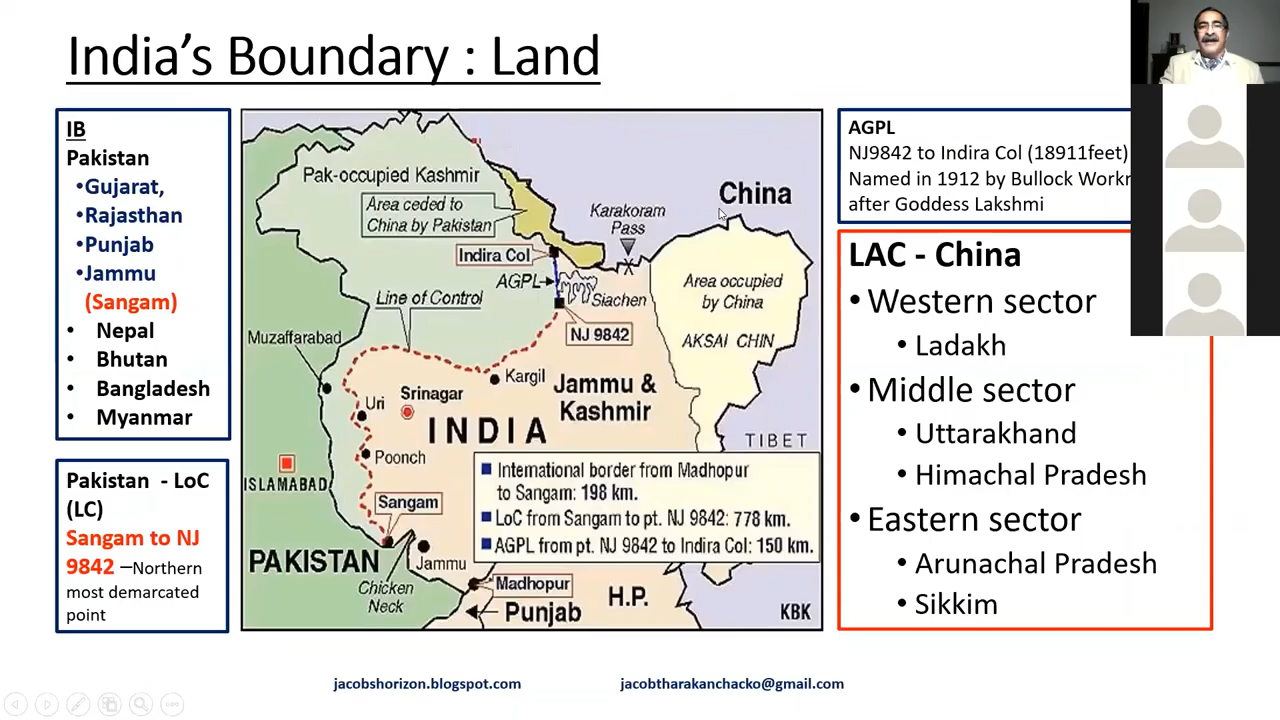 India’s Boundary : Land
IB
Pakistan
•Gujarat,
•Rajasthan
•Punjab
•Jammu
(Sangam)
• Nepal
• Bhutan
• Bangladesh
• Myanmar
Pakistan - LoC
(LC)
Sangam to NJ
9842 –Northern
most demarcated
point
Pak-occupied Kashmir
Area ceded to
China by Pakistan
China
Karakoram
Pass
Indira Col
AGPL
Siachen
Area occupied
by China
AKSAI CHIN
Line of Control
NJ 9842
Muzaffarabad
Kargil
Jammu &
Kashmir
Srinagar
Uri
INDIA
TIBET
Poonch
ISLAMABAD
Sangam
International border from Madhopur
to Sangam: 198 km.
LoC from Sangam to pt. NJ 9842: 778 km.
AGPL from pt. NJ 9842 to Indira Col: 150 km.
PAKISTAN
Jammu
Chicken
Neck
Madhopur
Punjab
H.P.
KBK
AGPL
NJ9842 to Indira Col (18911feet)
Named in 1912 by Bullock
after Goddess Lakshmi
LAC - China
• Western sector
• Ladakh
• Middle sector
• Uttarakhand
• Himachal Pradesh
• Eastern sector
• Arunachal Pradesh
• Sikkim
jacobshorizon.blogspot.com
jacobtharakanchacko@gmail.com